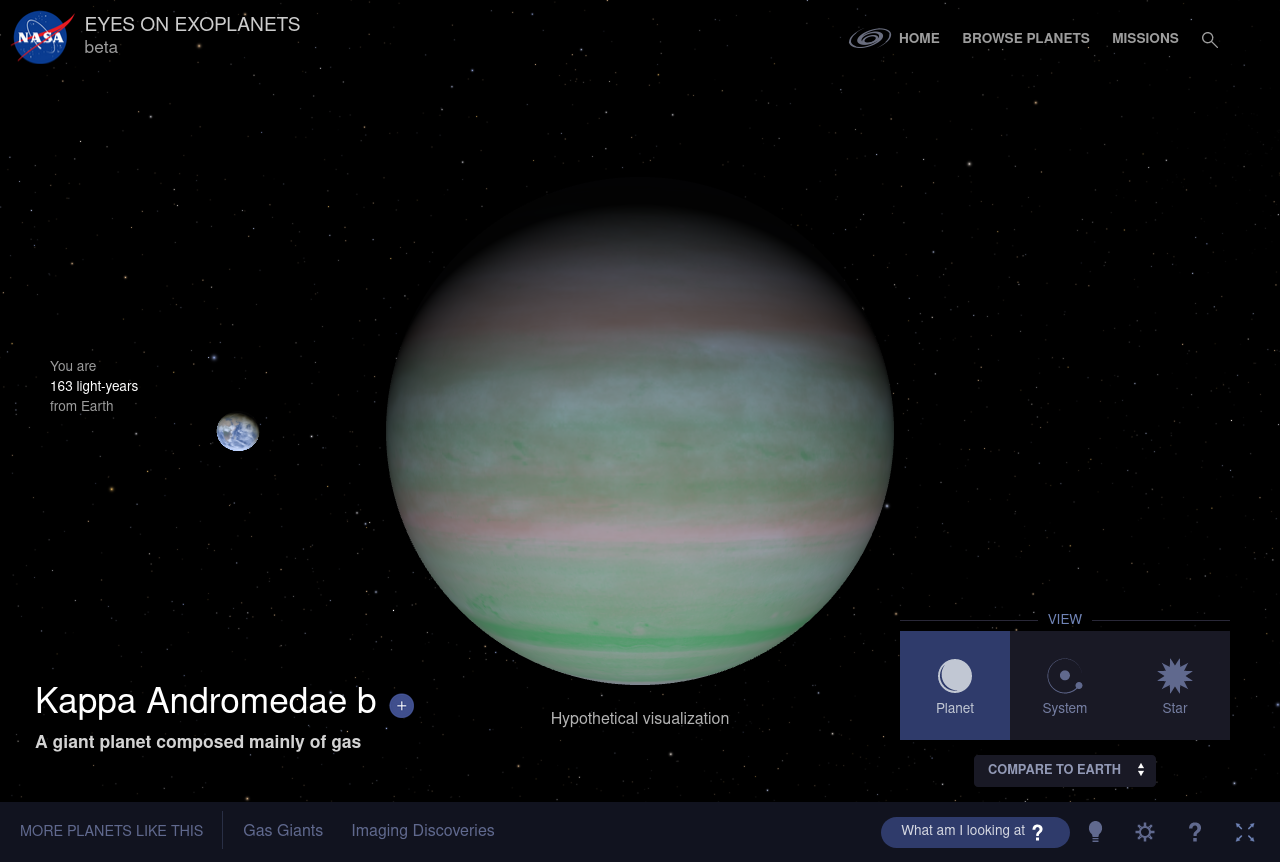 NASA
EYES ON EXOPLANETS
beta
HOME
BROWSE PLANETS
MISSIONS
You are
163 light-years
from Earth
Kappa Andromedae b +
A giant planet composed mainly of gas
Hypothetical visualization
VIEW
Planet
System
Star
COMPARE TO EARTH
MORE PLANETS LIKE THIS
Gas Giants
Imaging Discoveries
What am I looking at ?
?